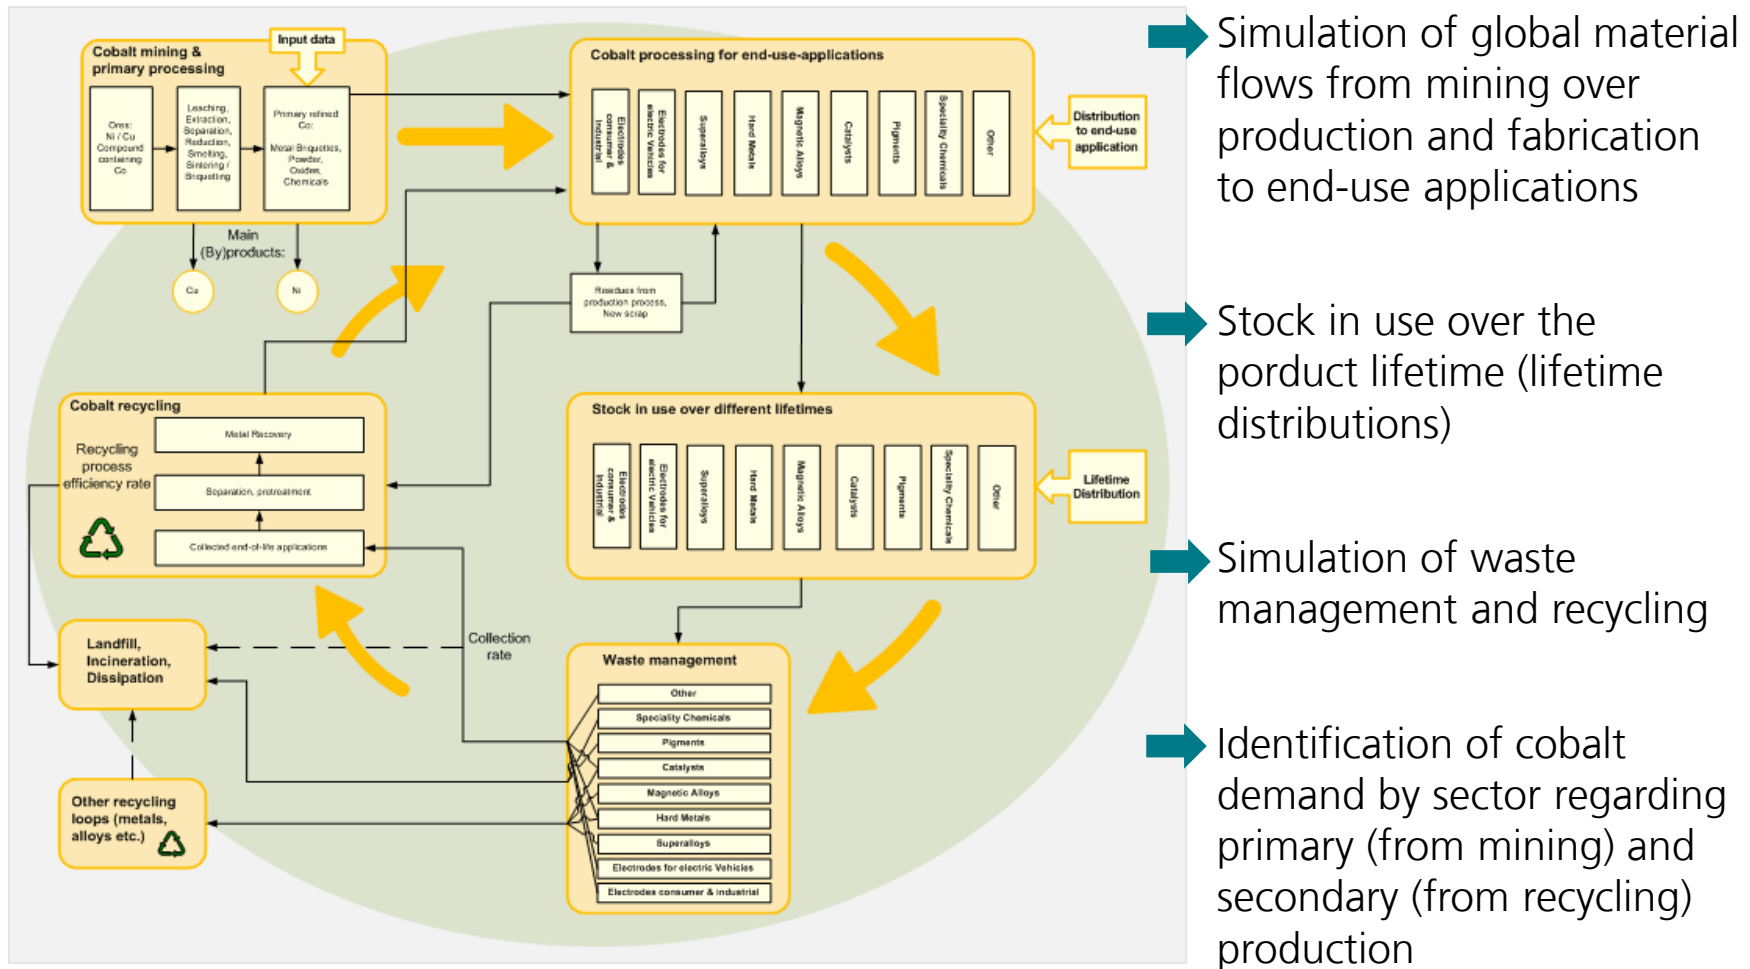 Input data
Cobalt mining &
primary processing
Ores:
Ni / Cu
Compound
containing
Co
Leaching,
Extraction,
Separation,
Reduction,
Smelting,
Sintering /
Briquetting
Primary refined
Co:
Metal Briquettes,
Powder,
Oxides,
Chemicals
Main
(By)products:
Cu
Ni
Cobalt processing for end-use-applications
Electrodes
consumer &
Industrial
Electrodes for
electric Vehicles
Superalloys
Hard Metals
Magnetic Alloys
Catalysts
Pigments
Speciality Chemicals
Other
Distribution
to end-use
application
Residues from
production process,
New scrap
Cobalt recycling
Metal Recovery
Recycling
process
efficiency rate
Separation, pretreatment
Collected end-of-life applications
Stock in use over different lifetimes
Electrodes
consumer &
Industrial
Electrodes for
electric Vehicles
Superalloys
Hard Metals
Magnetic Alloys
Catalysts
Pigments
Speciality Chemicals
Other
Lifetime
Distribution
Landfill,
Incineration,
Dissipation
Collection
rate
Other recycling
loops (metals,
alloys etc.)
Waste management
Other
Speciality Chemicals
Pigments
Catalysts
Magnetic Alloys
Hard Metals
Superalloys
Electrodes for electric Vehicles
Electrodes consumer & industrial
Simulation of global material
flows from mining over
production and fabrication
to end-use applications
Stock in use over the
porduct lifetime (lifetime
distributions)
Simulation of waste
management and recycling
Identification of cobalt
demand by sector regarding
primary (from mining) and
secondary (from recycling)
production